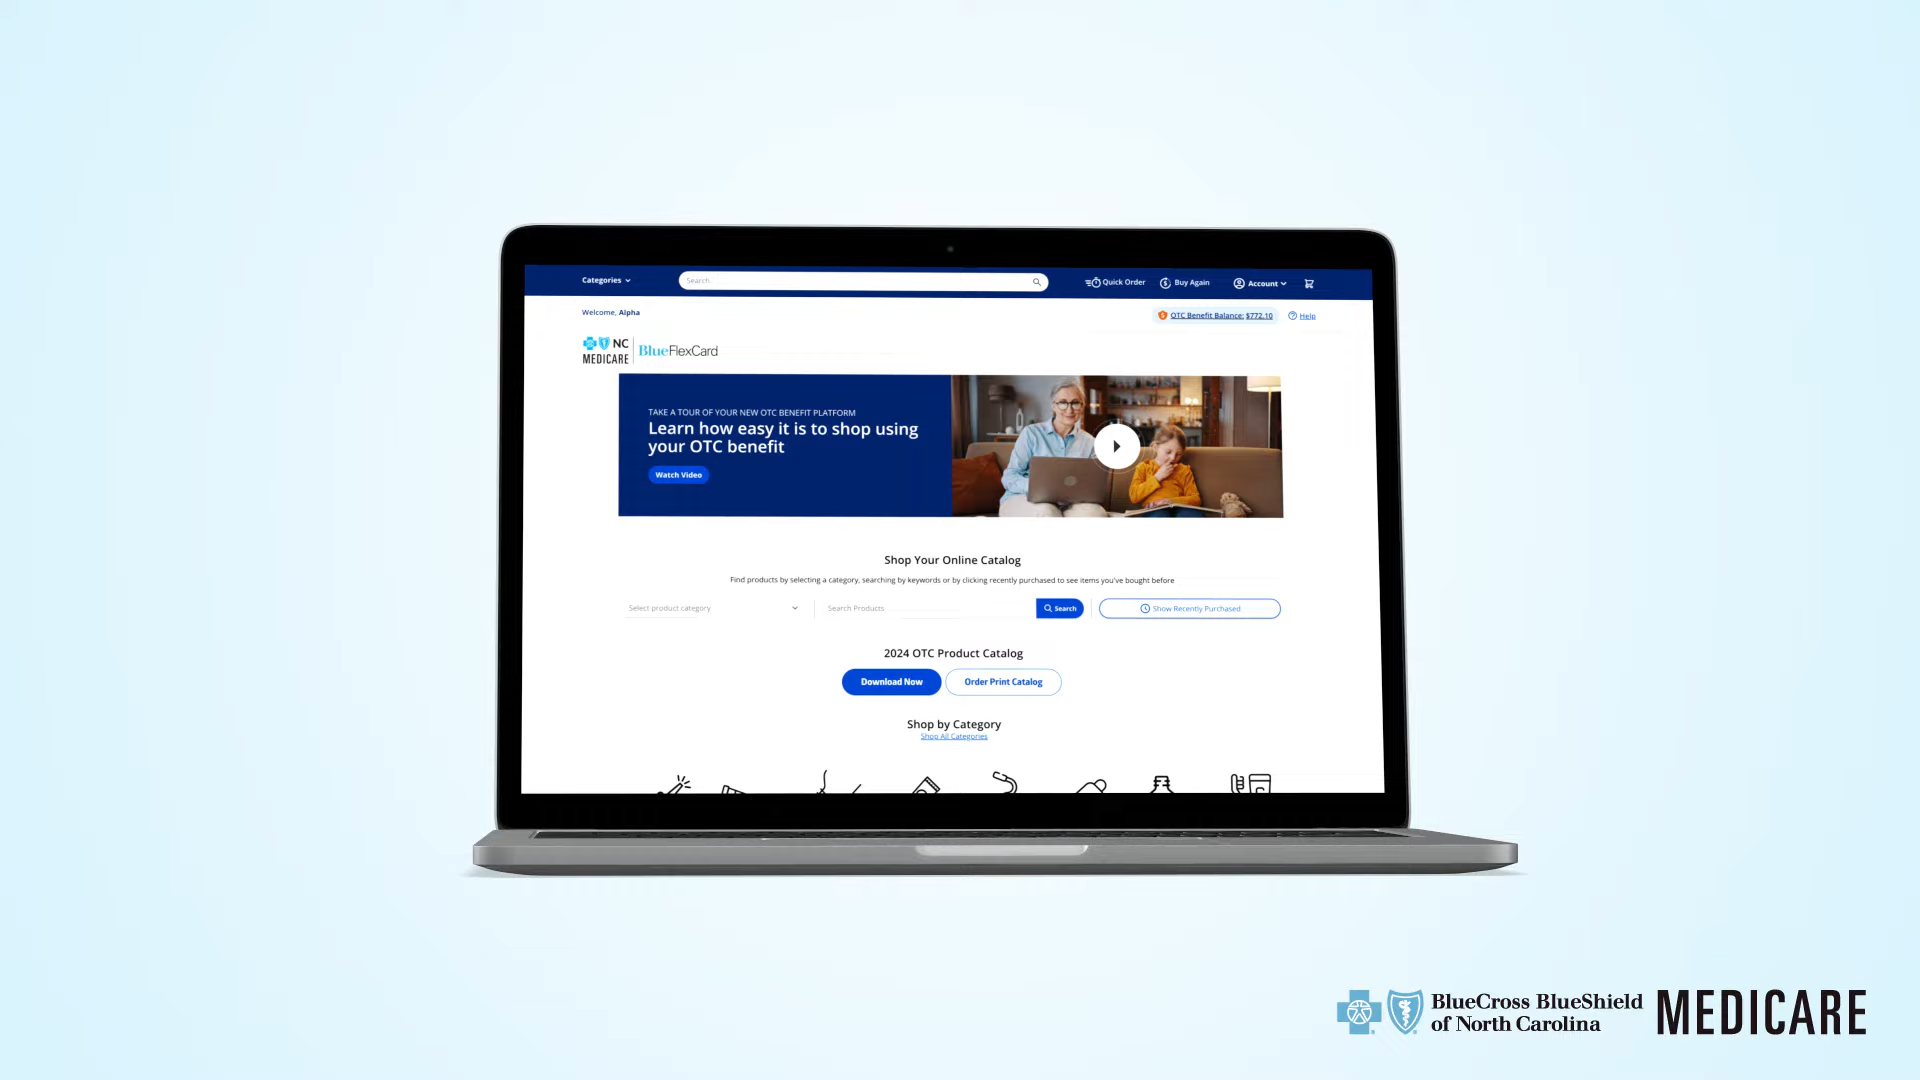 Categories
Search
Quick Order
Buy Again
Account
Welcome, Alpha
OTC Benefit Balance: $772.10
Help
NC
MEDICARE
BlueFlexCard
TAKE A TOUR OF YOUR NEW OTC BENEFIT PLATFORM
Learn how easy it is to shop using
your OTC benefit
Watch Video
Shop Your Online Catalog
Find products by selecting a category, searching by keywords or by clicking recently purchased to see items you've bought before
Select product category
Search Products
Search
Show Recently Purchased
2024 OTC Product Catalog
Download Now
Order Print Catalog
Shop by Category
Shop All Categories
BlueCross BlueShield
of North Carolina
MEDICARE